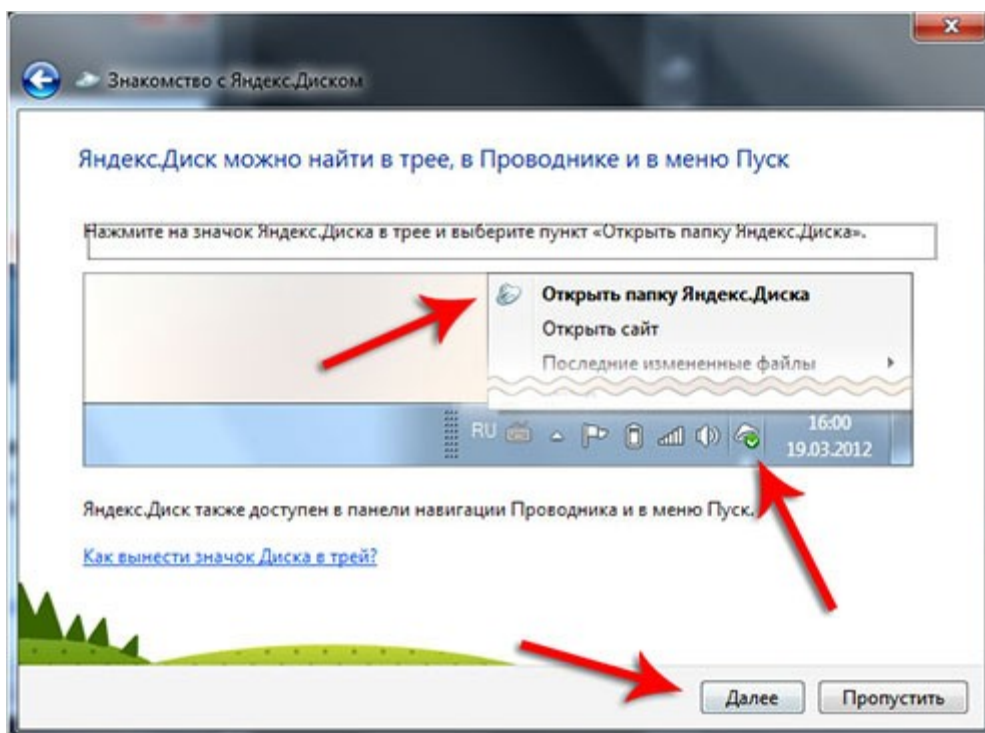 Знакомство с Яндекс.Диском
Яндекс.Диск можно найти в трее, в Проводнике и в меню Пуск
Нажмите на значок Яндекс.Диска в трее и выберите пункт «Открыть папку Яндекс.Диска».
Открыть папку Яндекс.Диска
Открыть сайт
Последние измененные файлы
RU
16:00
19.03.2012
Яндекс.Диск также доступен в панели навигации Проводника и в меню Пуск.
Как вынести значок Диска в трей?
Далее
Пропустить